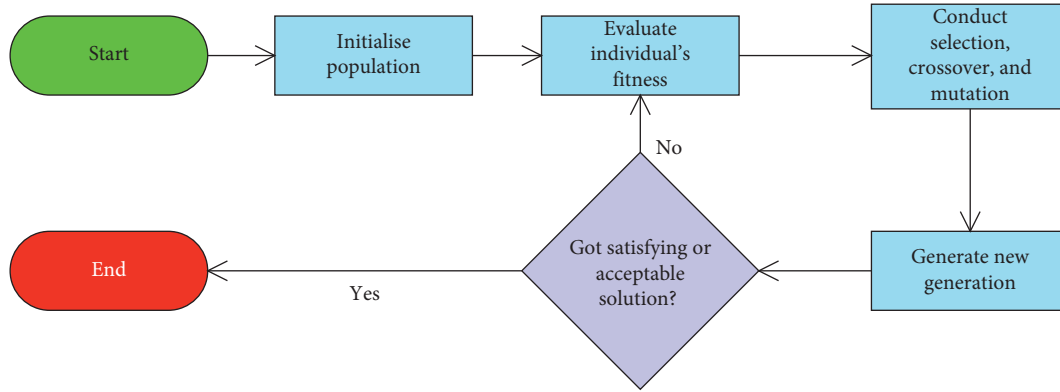 Start
Initialise
population
Evaluate
individual's
fitness
Conduct
selection,
crossover, and
mutation
No
End
Yes
Got satisfying or
acceptable
solution?
Generate new
generation